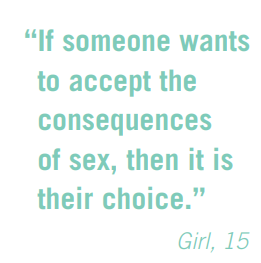 “If someone wants
to accept the
consequences
of sex, then it is
their choice.”
Girl, 15